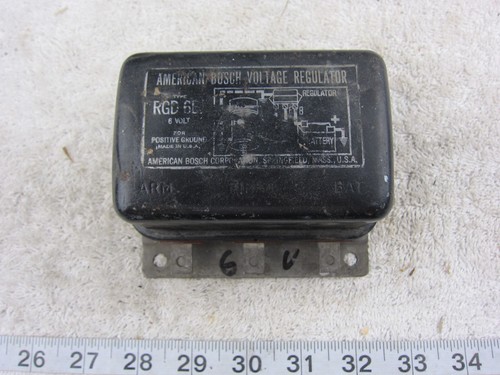 AMERICAN BOSCH VOLTAGE REGULATOR
TYPE
RGD 6
6 VOLT
FOR
POSITIVE GROUND
MADE IN U.S.A.
REGULATOR
B
BATTERY
AMERICAN BOSCH CORPORATION, SPRINGFIELD, MASS., U.S.A.
ARM
BAT
6 V
26 27 28 29 30 31 32 33 34